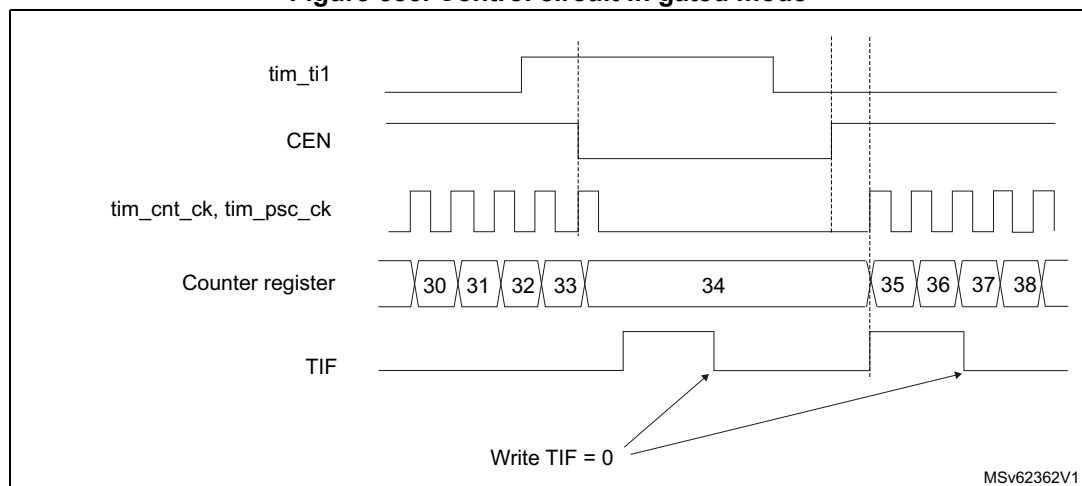 tim_ti1
CEN
tim_cnt_ck, tim_psc_ck
Counter register
30 31 32 33 34 35 36 37 38
TIF
Write TIF = 0
MSv62362V1